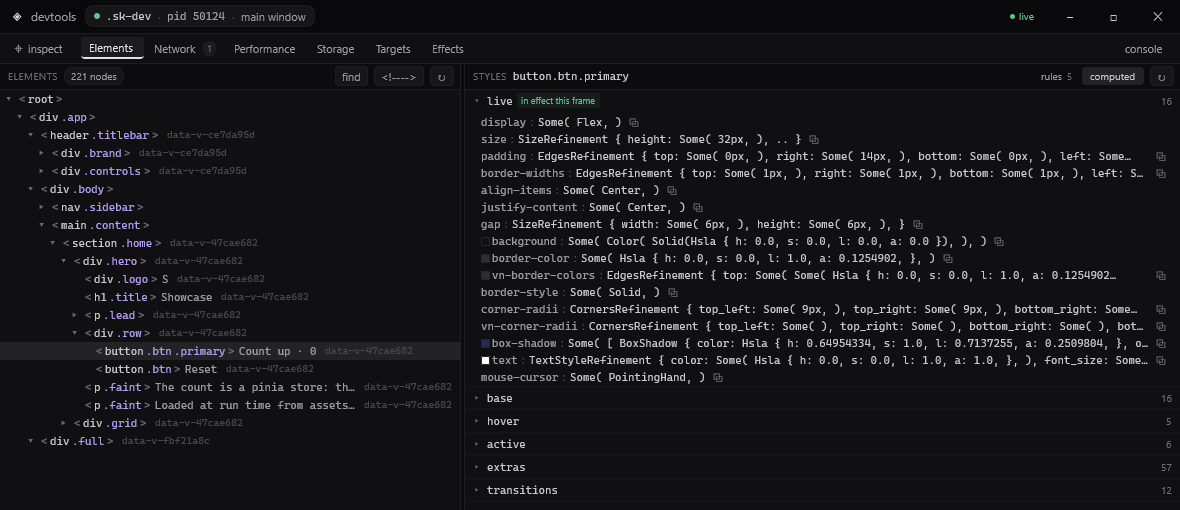 devtools .sk-dev · pid 50124 · main window live
inspect Elements Network 1 Performance Storage Targets Effects console
ELEMENTS 221 nodes find <!----> ↻
STYLES button.btn.primary rules 5 computed ↻
<root>
<div.app>
<header.titlebar> data-v-ce7da95d
<div.brand> data-v-ce7da95d
<div.controls> data-v-ce7da95d
<div.body>
<nav.sidebar>
<main.content>
<section.home> data-v-47cae682
<div.hero> data-v-47cae682
<div.logo> S data-v-47cae682
<h1.title> Showcase data-v-47cae682
<p.lead> data-v-47cae682
<div.row> data-v-47cae682
<button.btn.primary> Count up · 0 data-v-47cae682
<button.btn> Reset data-v-47cae682
<p.faint> The count is a pinia store: th… data-v-47cae682
<p.faint> Loaded at run time from assets… data-v-47cae682
<div.grid> data-v-47cae682
<div.full> data-v-fbf21a8c
live in effect this frame 16
display: Some( Flex, )
size: SizeRefinement { height: Some( 32px, ), .. }
padding: EdgesRefinement { top: Some( 0px, ), right: Some( 14px, ), bottom: Some( 0px, ), left: Some…
border-widths: EdgesRefinement { top: Some( 1px, ), right: Some( 1px, ), bottom: Some( 1px, ), left: S…
align-items: Some( Center, )
justify-content: Some( Center, )
gap: SizeRefinement { width: Some( 6px, ), height: Some( 6px, ), }
background: Some( Color( Solid(Hsla { h: 0.0, s: 0.0, l: 0.0, a: 0.0 }), ), )
border-color: Some( Hsla { h: 0.0, s: 0.0, l: 1.0, a: 0.1254902, }, )
vn-border-colors: EdgesRefinement { top: Some( Some( Hsla { h: 0.0, s: 0.0, l: 1.0, a: 0.1254902…
border-style: Some( Solid, )
corner-radii: CornersRefinement { top_left: Some( 9px, ), top_right: Some( 9px, ), bottom_right: Some…
vn-corner-radii: CornersRefinement { top_left: Some( ), top_right: Some( ), bottom_right: Some( ), bot…
box-shadow: Some( [ BoxShadow { color: Hsla { h: 0.64954334, s: 1.0, l: 0.7137255, a: 0.2509804, }, o…
text: TextStyleRefinement { color: Some( Hsla { h: 0.0, s: 0.0, l: 1.0, a: 1.0, }, ), font_size: Some…
mouse-cursor: Some( PointingHand, )
base 16
hover 5
active 6
extras 57
transitions 12